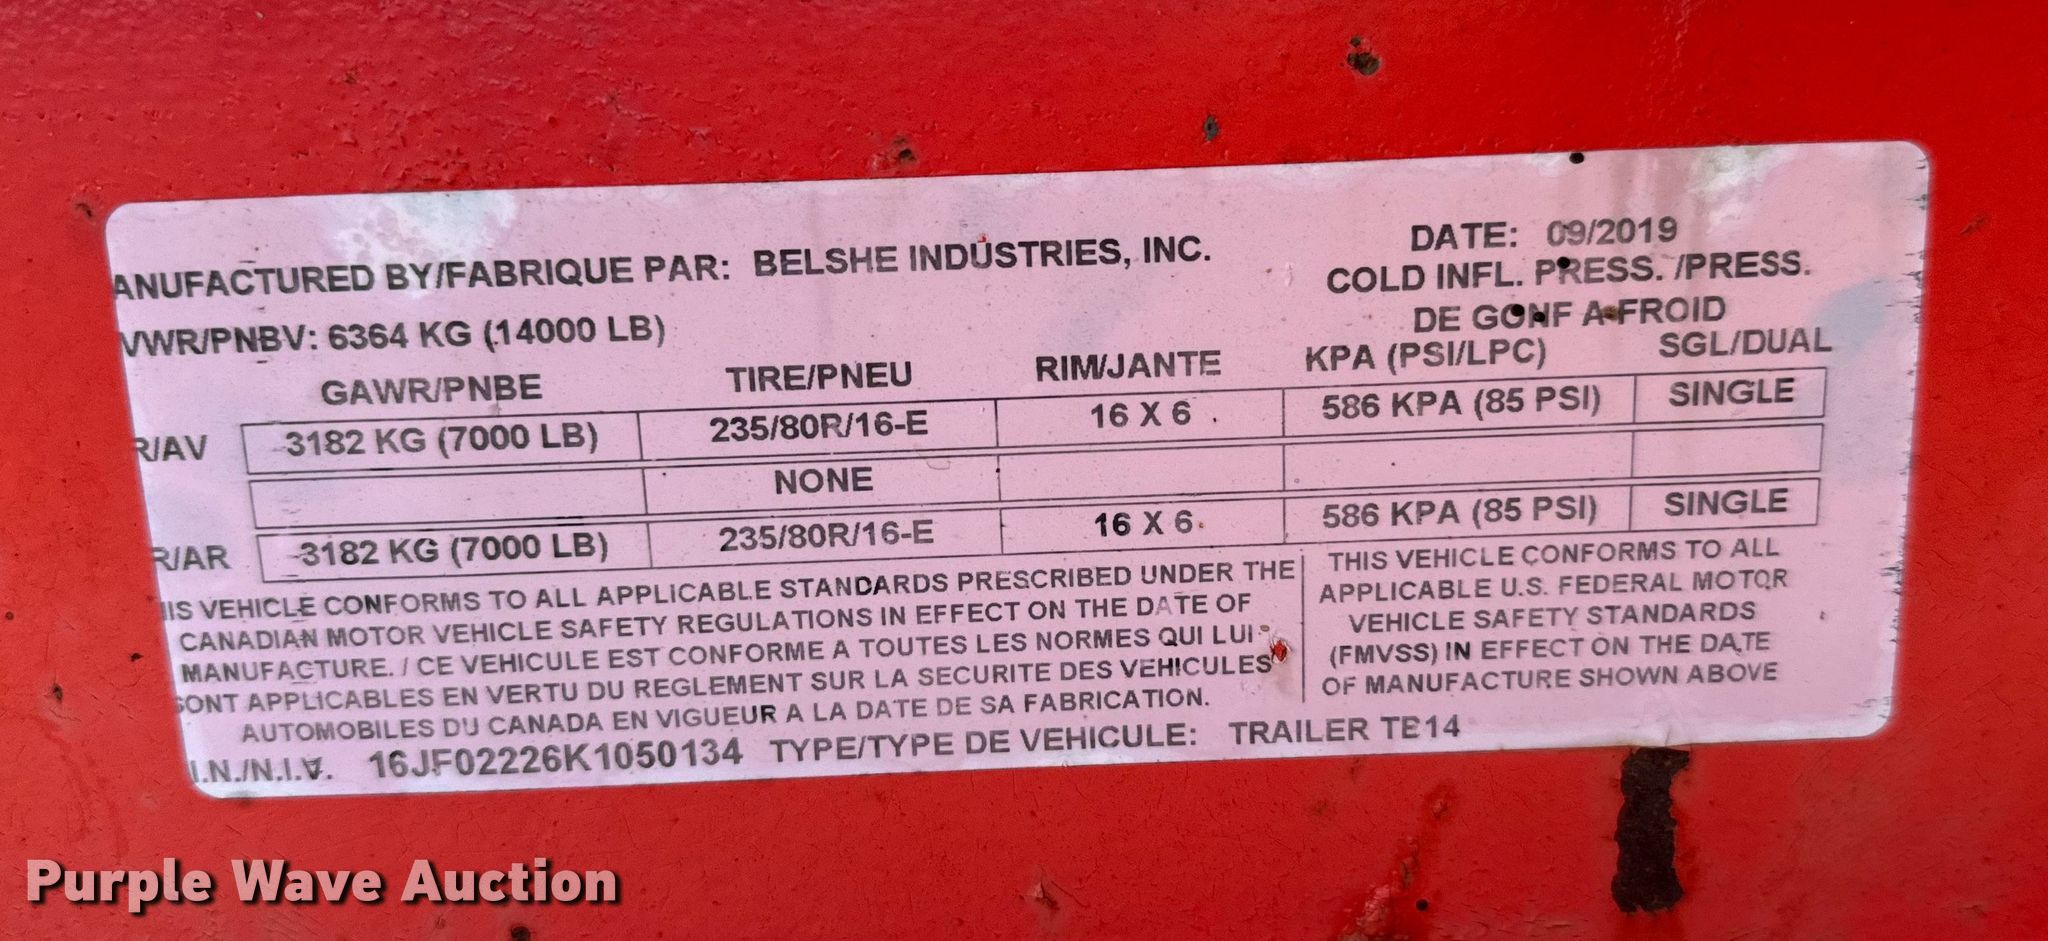 ANUFACTURED BY/FABRIQUE PAR: BELSHE INDUSTRIES, INC.
DATE: 09/2019
VWR/PNBV: 6364 KG (14000 LB)
COLD INFL. PRESS. /PRESS.
DE GONF A-FROID
GAWR/PNBE TIRE/PNEU RIM/JANTE KPA (PSI/LPC) SGL/DUAL
R/AV 3182 KG (7000 LB) 235/80R/16-E 16 X 6 586 KPA (85 PSI) SINGLE
NONE
R/AR 3182 KG (7000 LB) 235/80R/16-E 16 X 6 586 KPA (85 PSI) SINGLE
IS VEHICLE CONFORMS TO ALL APPLICABLE STANDARDS PRESCRIBED UNDER THE
CANADIAN MOTOR VEHICLE SAFETY REGULATIONS IN EFFECT ON THE DATE OF
MANUFACTURE. / CE VEHICULE EST CONFORME A TOUTES LES NORMES QUI LUI
SONT APPLICABLES EN VERTU DU REGLEMENT SUR LA SECURITE DES VEHICULES
AUTOMOBILES DU CANADA EN VIGUEUR A LA DATE DE SA FABRICATION.
THIS VEHICLE CONFORMS TO ALL
APPLICABLE U.S. FEDERAL MOTOR
VEHICLE SAFETY STANDARDS
(FMVSS) IN EFFECT ON THE DATE
OF MANUFACTURE SHOWN ABOVE
.I.N./N.I.V. 16JF02226K1050134 TYPE/TYPE DE VEHICULE: TRAILER TE14
Purple Wave Auction